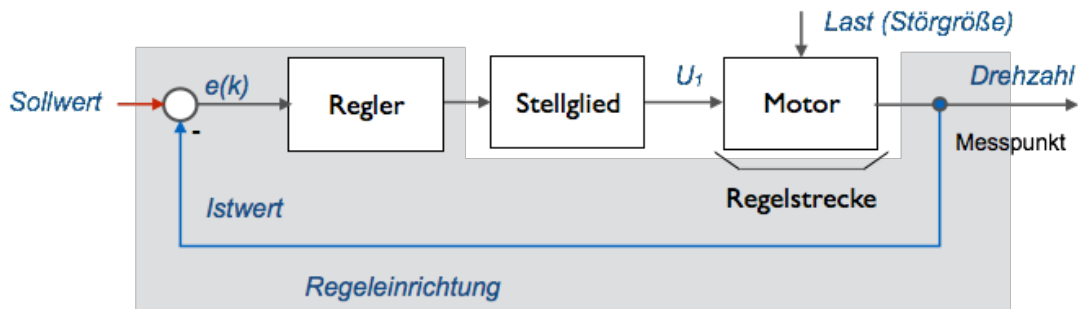 Last (Störgröße)
Sollwert
e(k)
Regler
Stellglied
U₁
Motor
Drehzahl
-
Messpunkt
Regelstrecke
Istwert
Regeleinrichtung